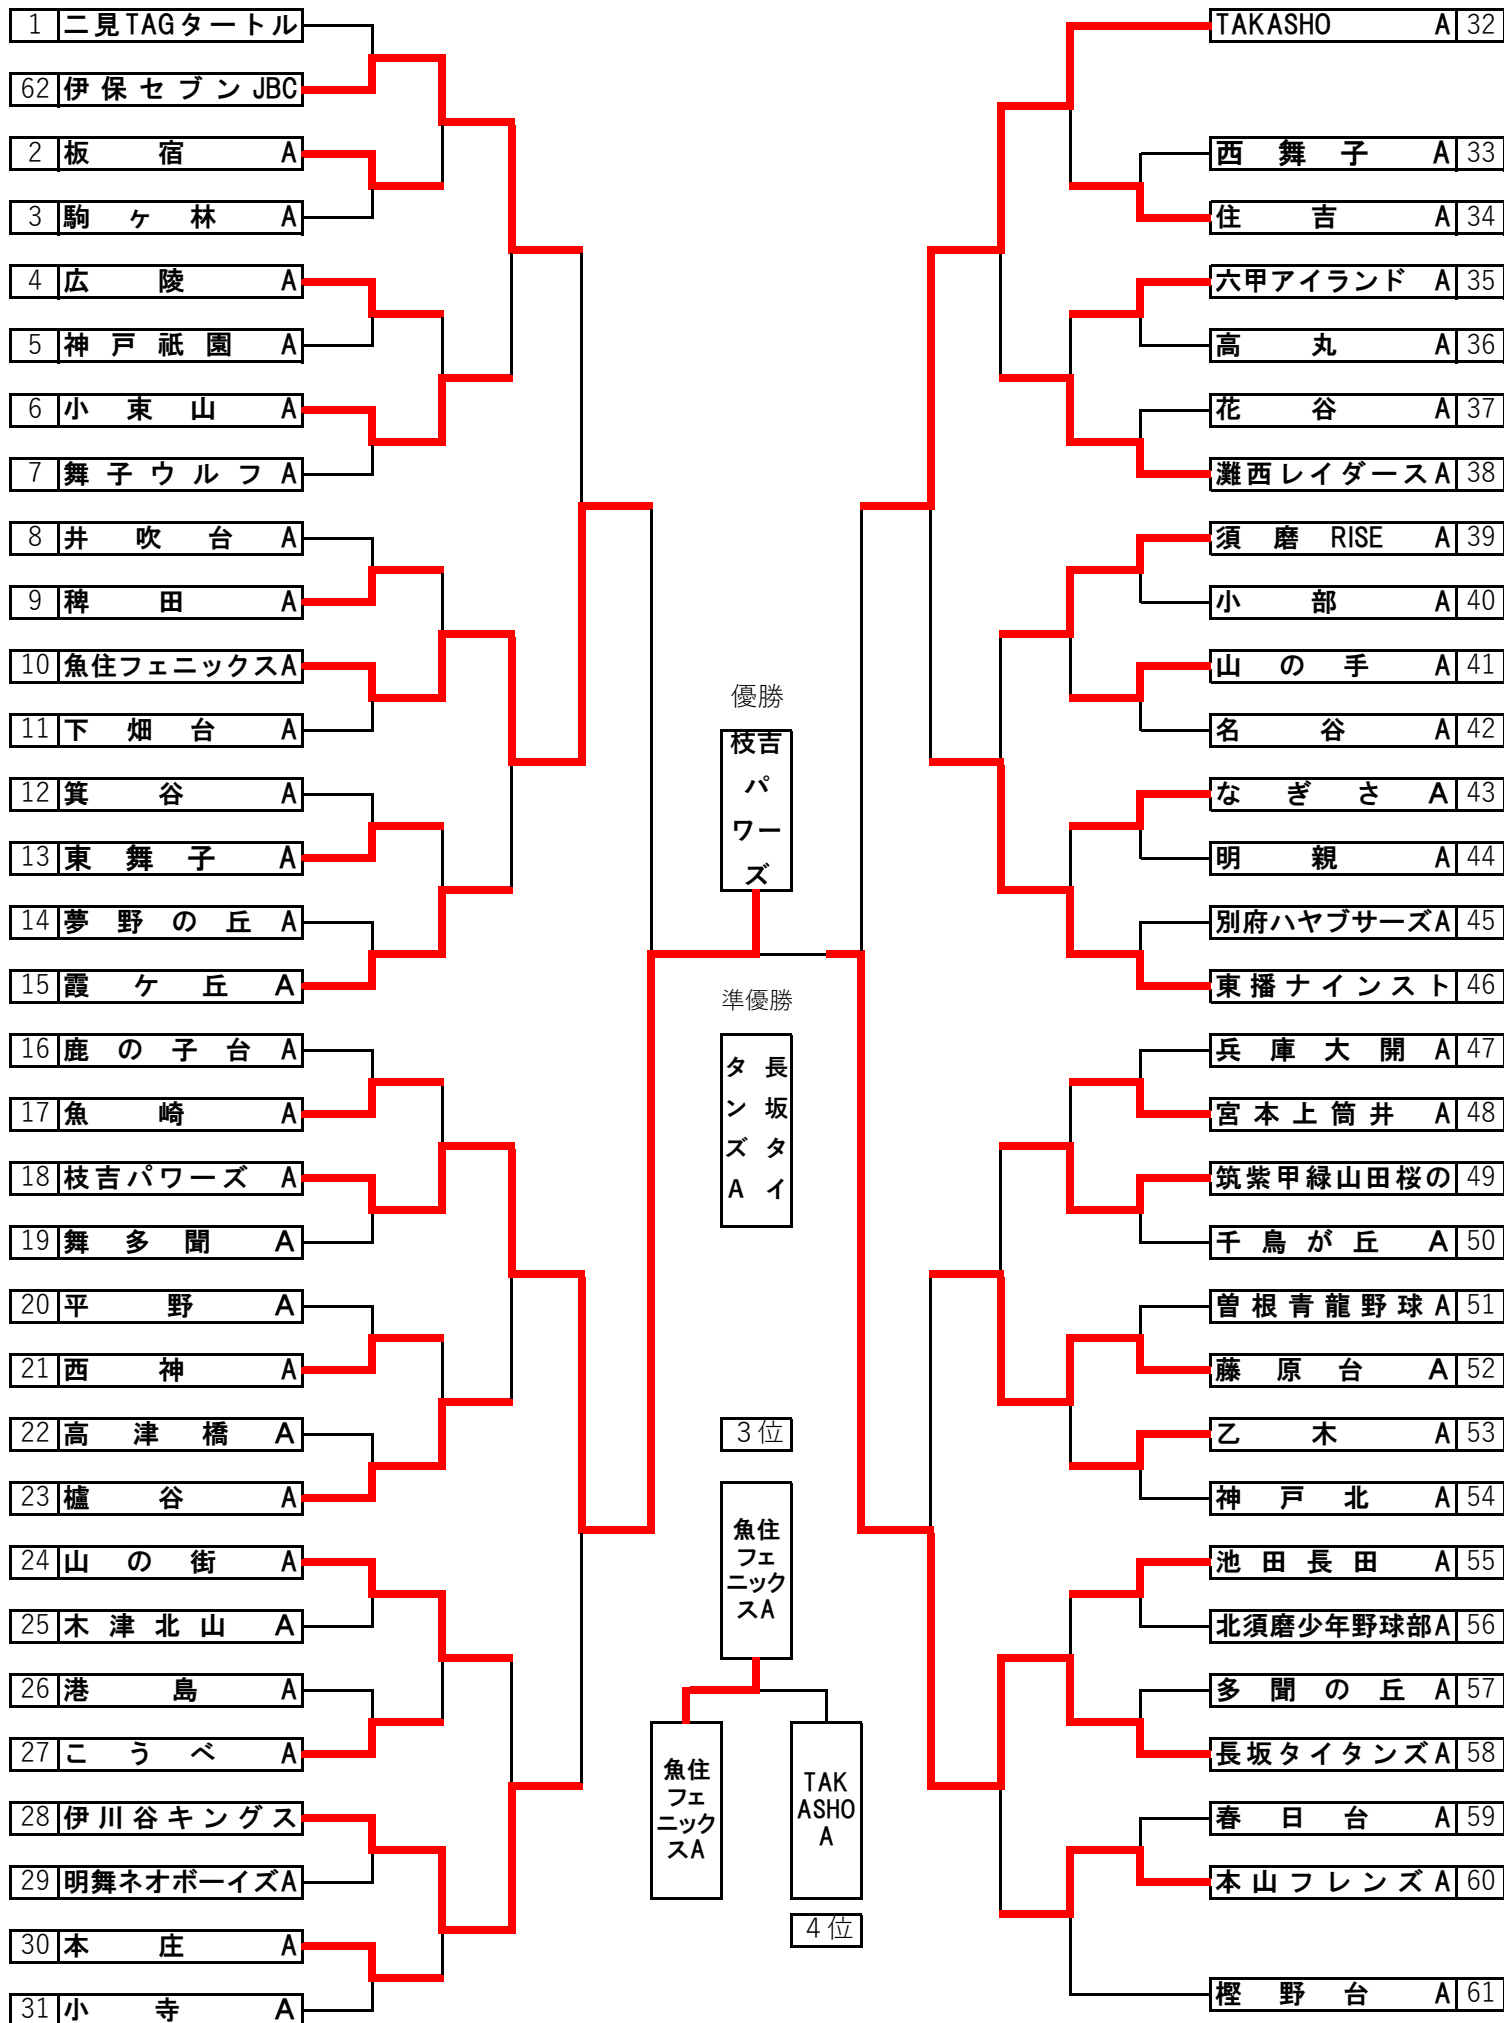 1 二見TAGタートル
62 伊保セブンJBC
2 板宿 A
3 駒ヶ林 A
4 広陵 A
5 神戸祇園 A
6 小束山 A
7 舞子ウルフ A
8 井吹台 A
9 稗田 A
10 魚住フェニックスA
11 下畑台 A
12 箕谷 A
13 東舞子 A
14 夢野の丘 A
15 霞ケ丘 A
16 鹿の子台 A
17 魚崎 A
18 枝吉パワーズ A
19 舞多聞 A
20 平野 A
21 西神 A
22 高津橋 A
23 櫨谷 A
24 山の街 A
25 木津北山 A
26 港島 A
27 こうべ A
28 伊川谷キングス
29 明舞ネオボーイズA
30 本庄 A
31 小寺 A
優勝
枝吉
パ
ワー
ズ
準優勝
長坂タイ
タンズA
3位
魚住
フェ
ニック
スA
魚住
フェ
ニック
スA
TAK
ASHO
A
4位
TAKASHO A 32
西舞子 A 33
住吉 A 34
六甲アイランド A 35
高丸 A 36
花谷 A 37
灘西レイダースA 38
須磨RISE A 39
小部 A 40
山の手 A 41
名谷 A 42
なぎさ A 43
明親 A 44
別府ハヤブサーズA 45
東播ナインスト 46
兵庫大開 A 47
宮本上筒井 A 48
筑紫甲緑山田桜の 49
千鳥が丘 A 50
曽根青龍野球A 51
藤原台 A 52
乙木 A 53
神戸北 A 54
池田長田 A 55
北須磨少年野球部A 56
多聞の丘 A 57
長坂タイタンズA 58
春日台 A 59
本山フレンズA 60
樫野台 A 61